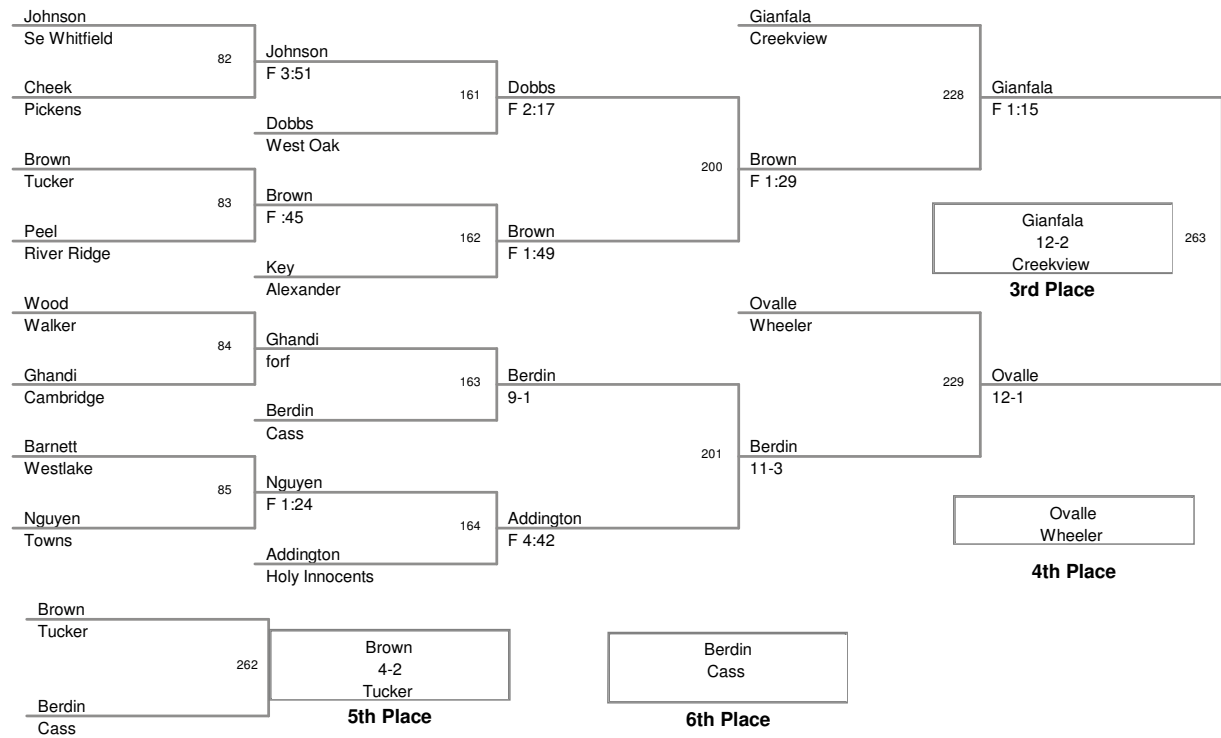 Johnson
Se Whitfield
82
Cheek
Pickens
Johnson
F 3:51
161
Dobbs
West Oak
Dobbs
F 2:17
Brown
Tucker
83
Peel
River Ridge
Brown
F :45
162
Key
Alexander
Brown
F 1:49
200
Brown
F 1:29
Gianfala
Creekview
228
Gianfala
F 1:15
Wood
Walker
84
Ghandi
Cambridge
Ghandi
forf
163
Berdin
Cass
Berdin
9-1
Barnett
Westlake
85
Nguyen
Towns
Nguyen
F 1:24
164
Addington
Holy Innocents
Addington
F 4:42
201
Berdin
11-3
Ovalle
Wheeler
229
Ovalle
12-1
Gianfala
12-2
Creekview
263
3rd Place
Ovalle
Wheeler
4th Place
Brown
Tucker
262
Berdin
Cass
Brown
4-2
Tucker
5th Place
Berdin
Cass
6th Place